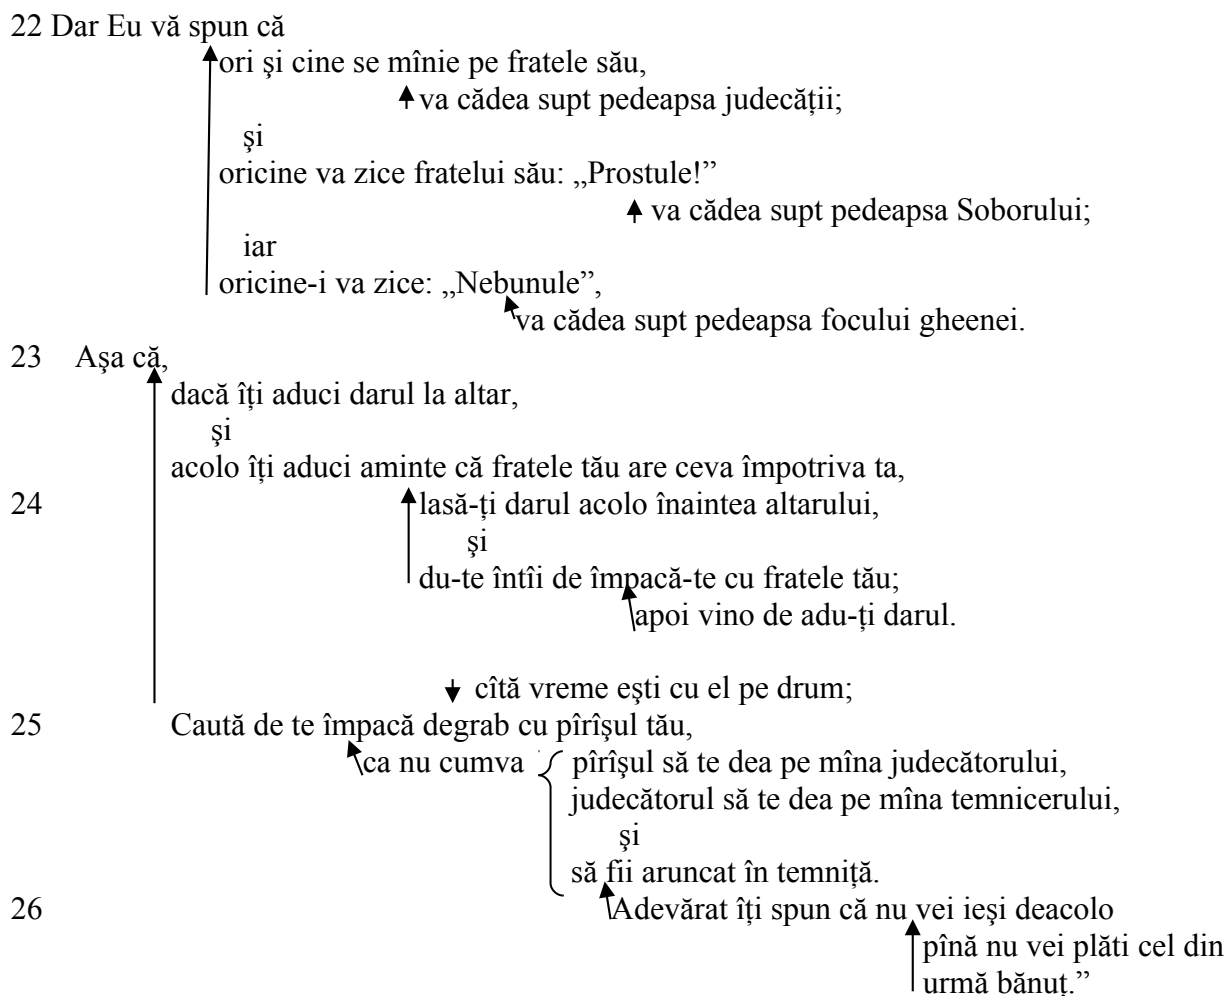 22 Dar Eu vă spun că
ori şi cine se mînie pe fratele său,
va cădea supt pedeapsa judecății;
şi
oricine va zice fratelui său: „Prostule!”
va cădea supt pedeapsa Soborului;
iar
oricine-i va zice: „Nebunule”,
va cădea supt pedeapsa focului gheenei.
23 Aşa că,
dacă îți aduci darul la altar,
şi
acolo îți aduci aminte că fratele tău are ceva împotriva ta,
24 lasă-ți darul acolo înaintea altarului,
şi
du-te întîi de împacă-te cu fratele tău;
apoi vino de adu-ți darul.
cîtă vreme eşti cu el pe drum;
25 Caută de te împacă degrab cu pîrîşul tău,
ca nu cumva pîrîşul să te dea pe mîna judecătorului,
judecătorul să te dea pe mîna temnicerului,
şi
să fii aruncat în temniță.
26 Adevărat îți spun că nu vei ieşi deacolo
pînă nu vei plăti cel din
urmă bănuț.”